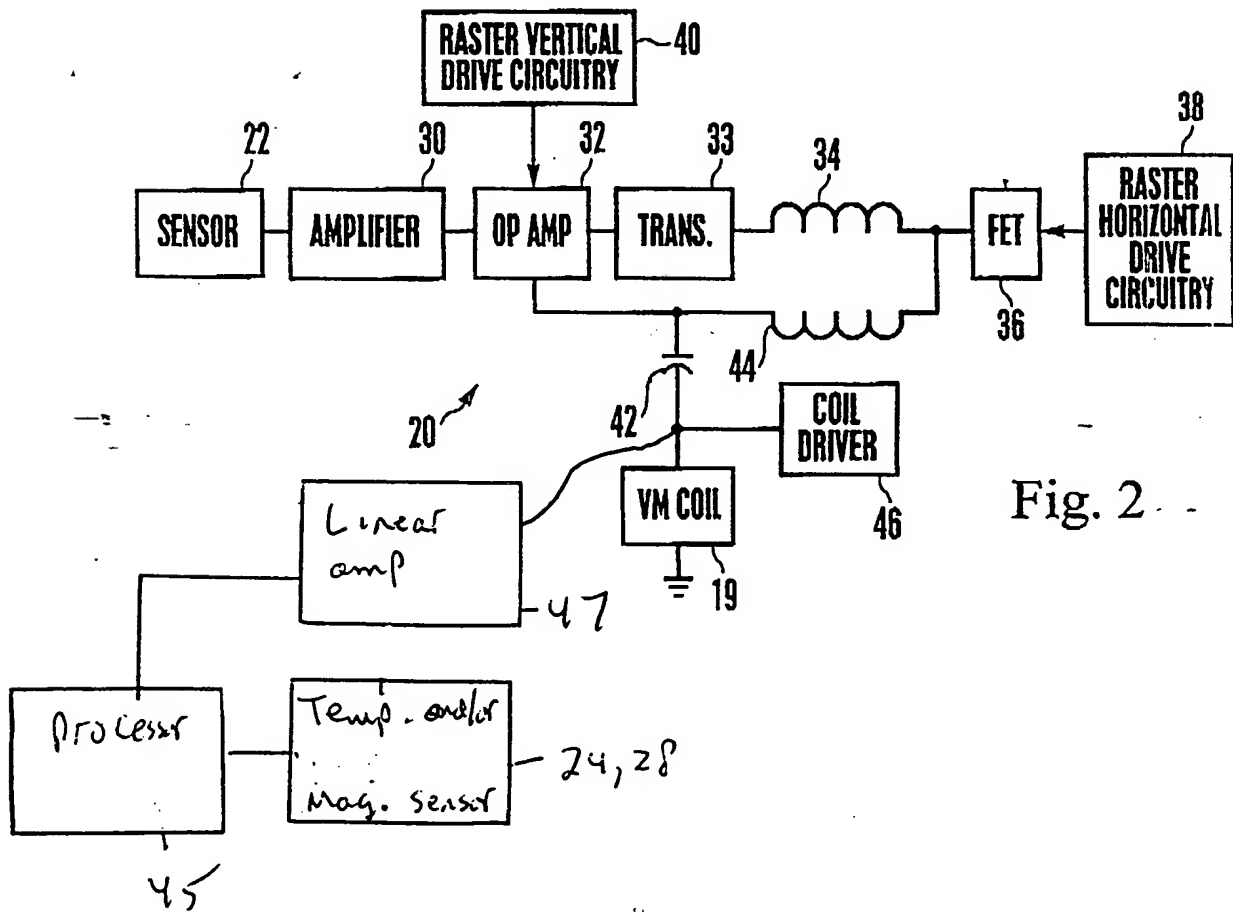 RASTER VERTICAL
DRIVE CIRCUITRY
40
22
30
32
33
34
38
SENSOR
AMPLIFIER
OP AMP
TRANS.
FET
RASTER
HORIZONTAL
DRIVE
CIRCUITRY
36
44
20
42
COIL
DRIVER
46
Fig. 2
VM COIL
19
Linear
amp
47
Processor
Temp. and/or
Mag. sensor
24, 28
45